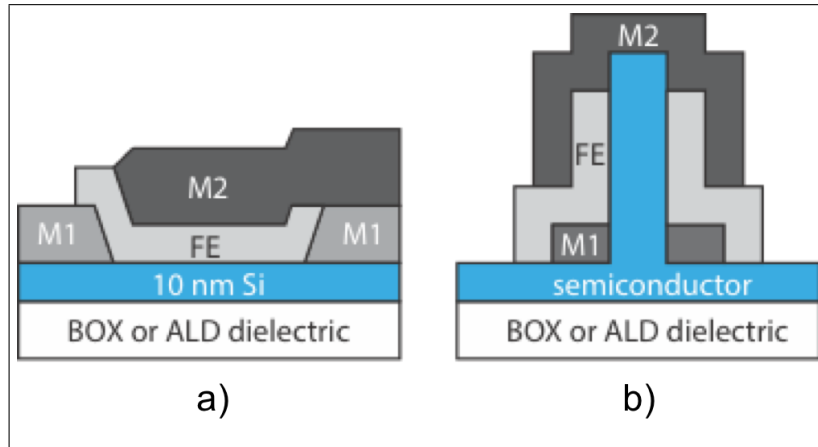 M2
M1
M1
FE
10 nm Si
BOX or ALD dielectric
a)
M2
FE
M1
semiconductor
BOX or ALD dielectric
b)